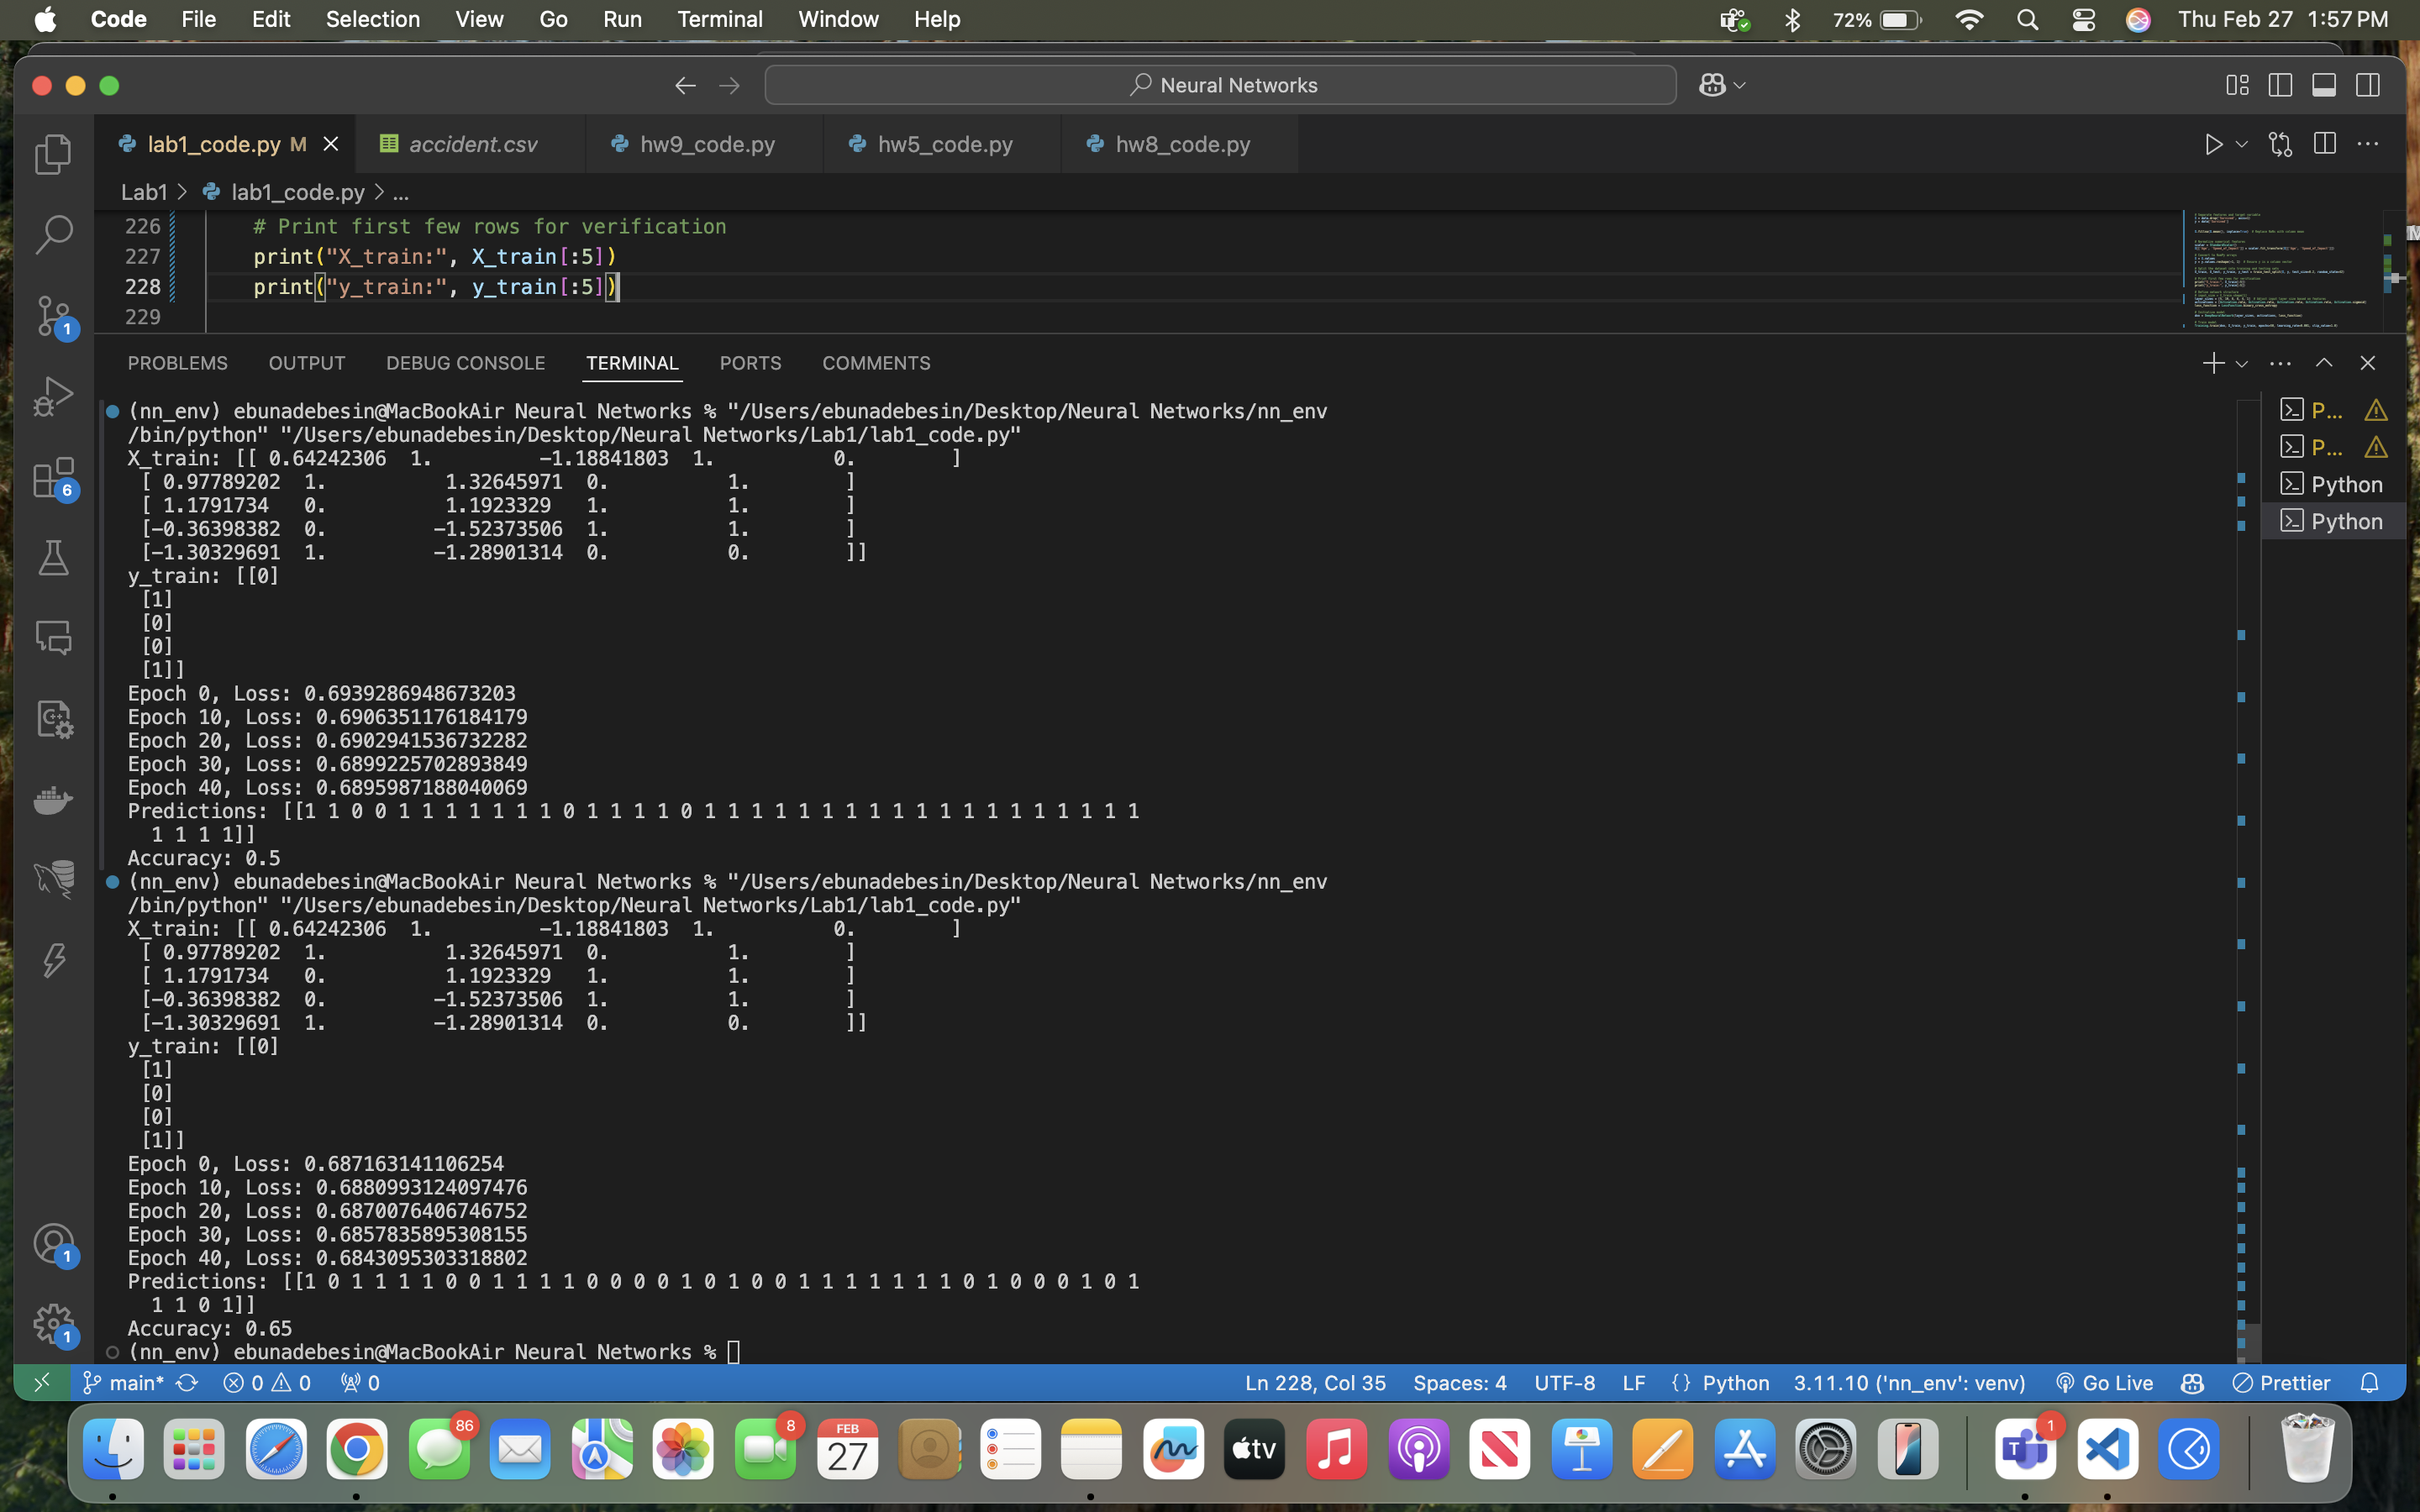 Code File Edit Selection View Go Run Terminal Window Help 72% Thu Feb 27 1:57 PM
Neural Networks
lab1_code.py M accident.csv hw9_code.py hw5_code.py hw8_code.py
Lab1 > lab1_code.py > ...
226 # Print first few rows for verification
227 print("X_train:", X_train[:5])
228 print("y_train:", y_train[:5])
229
PROBLEMS OUTPUT DEBUG CONSOLE TERMINAL PORTS COMMENTS
(nn_env) ebunadebesin@MacBookAir Neural Networks % "/Users/ebunadebesin/Desktop/Neural Networks/nn_env
/bin/python" "/Users/ebunadebesin/Desktop/Neural Networks/Lab1/lab1_code.py"
X_train: [[ 0.64242306 1. -1.18841803 1. 0. ]
[ 0.97789202 1. 1.32645971 0. 1. ]
[ 1.1791734 0. 1.1923329 1. 1. ]
[-0.36398382 0. -1.52373506 1. 1. ]
[-1.30329691 1. -1.28901314 0. 0. ]]
y_train: [[0]
[1]
[0]
[0]
[1]]
Epoch 0, Loss: 0.6939286948673203
Epoch 10, Loss: 0.6906351176184179
Epoch 20, Loss: 0.6902941536732282
Epoch 30, Loss: 0.6899225702893849
Epoch 40, Loss: 0.6895987188040069
Predictions: [[1 1 0 0 1 1 1 1 1 1 1 0 1 1 1 1 0 1 1 1 1 1 1 1 1 1 1 1 1 1 1 1 1 1 1 1
1 1 1 1]]
Accuracy: 0.5
(nn_env) ebunadebesin@MacBookAir Neural Networks % "/Users/ebunadebesin/Desktop/Neural Networks/nn_env
/bin/python" "/Users/ebunadebesin/Desktop/Neural Networks/Lab1/lab1_code.py"
X_train: [[ 0.64242306 1. -1.18841803 1. 0. ]
[ 0.97789202 1. 1.32645971 0. 1. ]
[ 1.1791734 0. 1.1923329 1. 1. ]
[-0.36398382 0. -1.52373506 1. 1. ]
[-1.30329691 1. -1.28901314 0. 0. ]]
y_train: [[0]
[1]
[0]
[0]
[1]]
Epoch 0, Loss: 0.687163141106254
Epoch 10, Loss: 0.6880993124097476
Epoch 20, Loss: 0.6870076406746752
Epoch 30, Loss: 0.6857835895308155
Epoch 40, Loss: 0.6843095303318802
Predictions: [[1 0 1 1 1 1 0 0 1 1 1 1 0 0 0 0 1 0 1 0 0 1 1 1 1 1 1 1 0 1 0 0 0 1 0 1
1 1 0 1]]
Accuracy: 0.65
(nn_env) ebunadebesin@MacBookAir Neural Networks %
P...
P...
Python
Python
1
6
1
1
main* 0 0 0 Ln 228, Col 35 Spaces: 4 UTF-8 LF {} Python 3.11.10 ('nn_env': venv) Go Live Prettier
86 8 FEB 27 tv 1